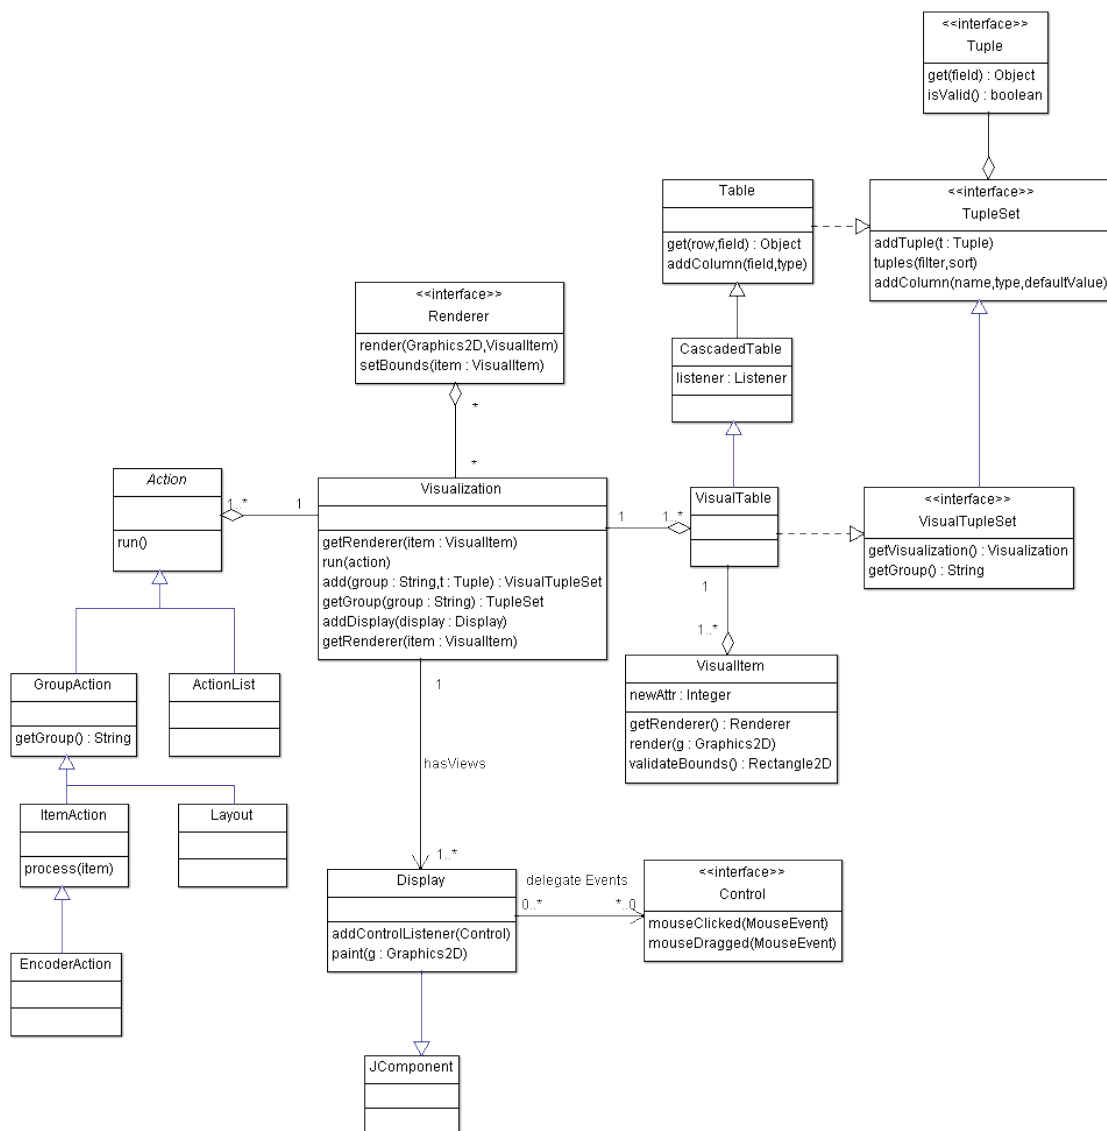 <<interface>>
Tuple
get(field) : Object
isValid() : boolean
Table
get(row,field) : Object
addColumn(field,type)
<<interface>>
TupleSet
addTuple(t : Tuple)
tuples(filter,sort)
addColumn(name,type,defaultValue)
<<interface>>
Renderer
render(Graphics2D,VisualItem)
setBounds(item : VisualItem)
*
*
CascadedTable
listener : Listener
Action
run()
1..*
1
Visualization
getRenderer(item : VisualItem)
run(action)
add(group : String,t : Tuple) : VisualTupleSet
getGroup(group : String) : TupleSet
addDisplay(display : Display)
getRenderer(item : VisualItem)
1
1..*
VisualTable
<<interface>>
VisualTupleSet
getVisualization() : Visualization
getGroup() : String
1
1..*
VisualItem
newAttr : Integer
getRenderer() : Renderer
render(g : Graphics2D)
validateBounds() : Rectangle2D
GroupAction
getGroup() : String
ActionList
1
hasViews
1..*
ItemAction
process(item)
Layout
EncoderAction
Display
addControlListener(Control)
paint(g : Graphics2D)
delegate Events
0..*
*..0
<<interface>>
Control
mouseClicked(MouseEvent)
mouseDragged(MouseEvent)
JComponent